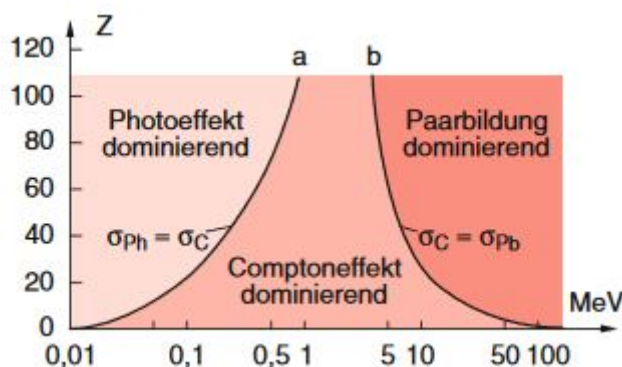 Z
a
b
120
100
80
60
40
20
0
Photoeffekt
dominierend
Paarbildung
dominierend
σPh = σC
σC = σPb
Comptoneffekt
dominierend
MeV
0,01 0,1 0,5 1 5 10 50 100